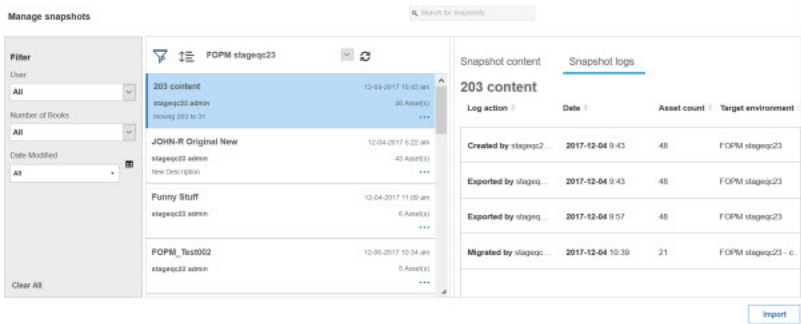 Manage snapshots
Search for snapshots
Filter
User
All
Number of Books
All
Date Modified
All
Clear All
FOPM stageqc23
203 content 12-04-2017 10:43 am
stageqc23 admin 48 Asset(s)
moving 203 to 31
JOHN-R Original New 12-04-2017 6:22 am
stageqc23 admin 43 Asset(s)
New Description
Funny Stuff 12-04-2017 11:09 am
stageqc23 admin 6 Asset(s)
FOPM_Test002 12-06-2017 10:54 am
stageqc23 admin 5 Asset(s)
Snapshot content Snapshot logs
203 content
Log action Date Asset count Target environment
Created by stageqc2... 2017-12-04 9:43 48 FOPM stageqc23
Exported by stageq... 2017-12-04 9:43 48 FOPM stageqc23
Exported by stageq... 2017-12-04 9:57 48 FOPM stageqc23
Migrated by stageqc... 2017-12-04 10:39 21 FOPM stageqc23 - c...
Import